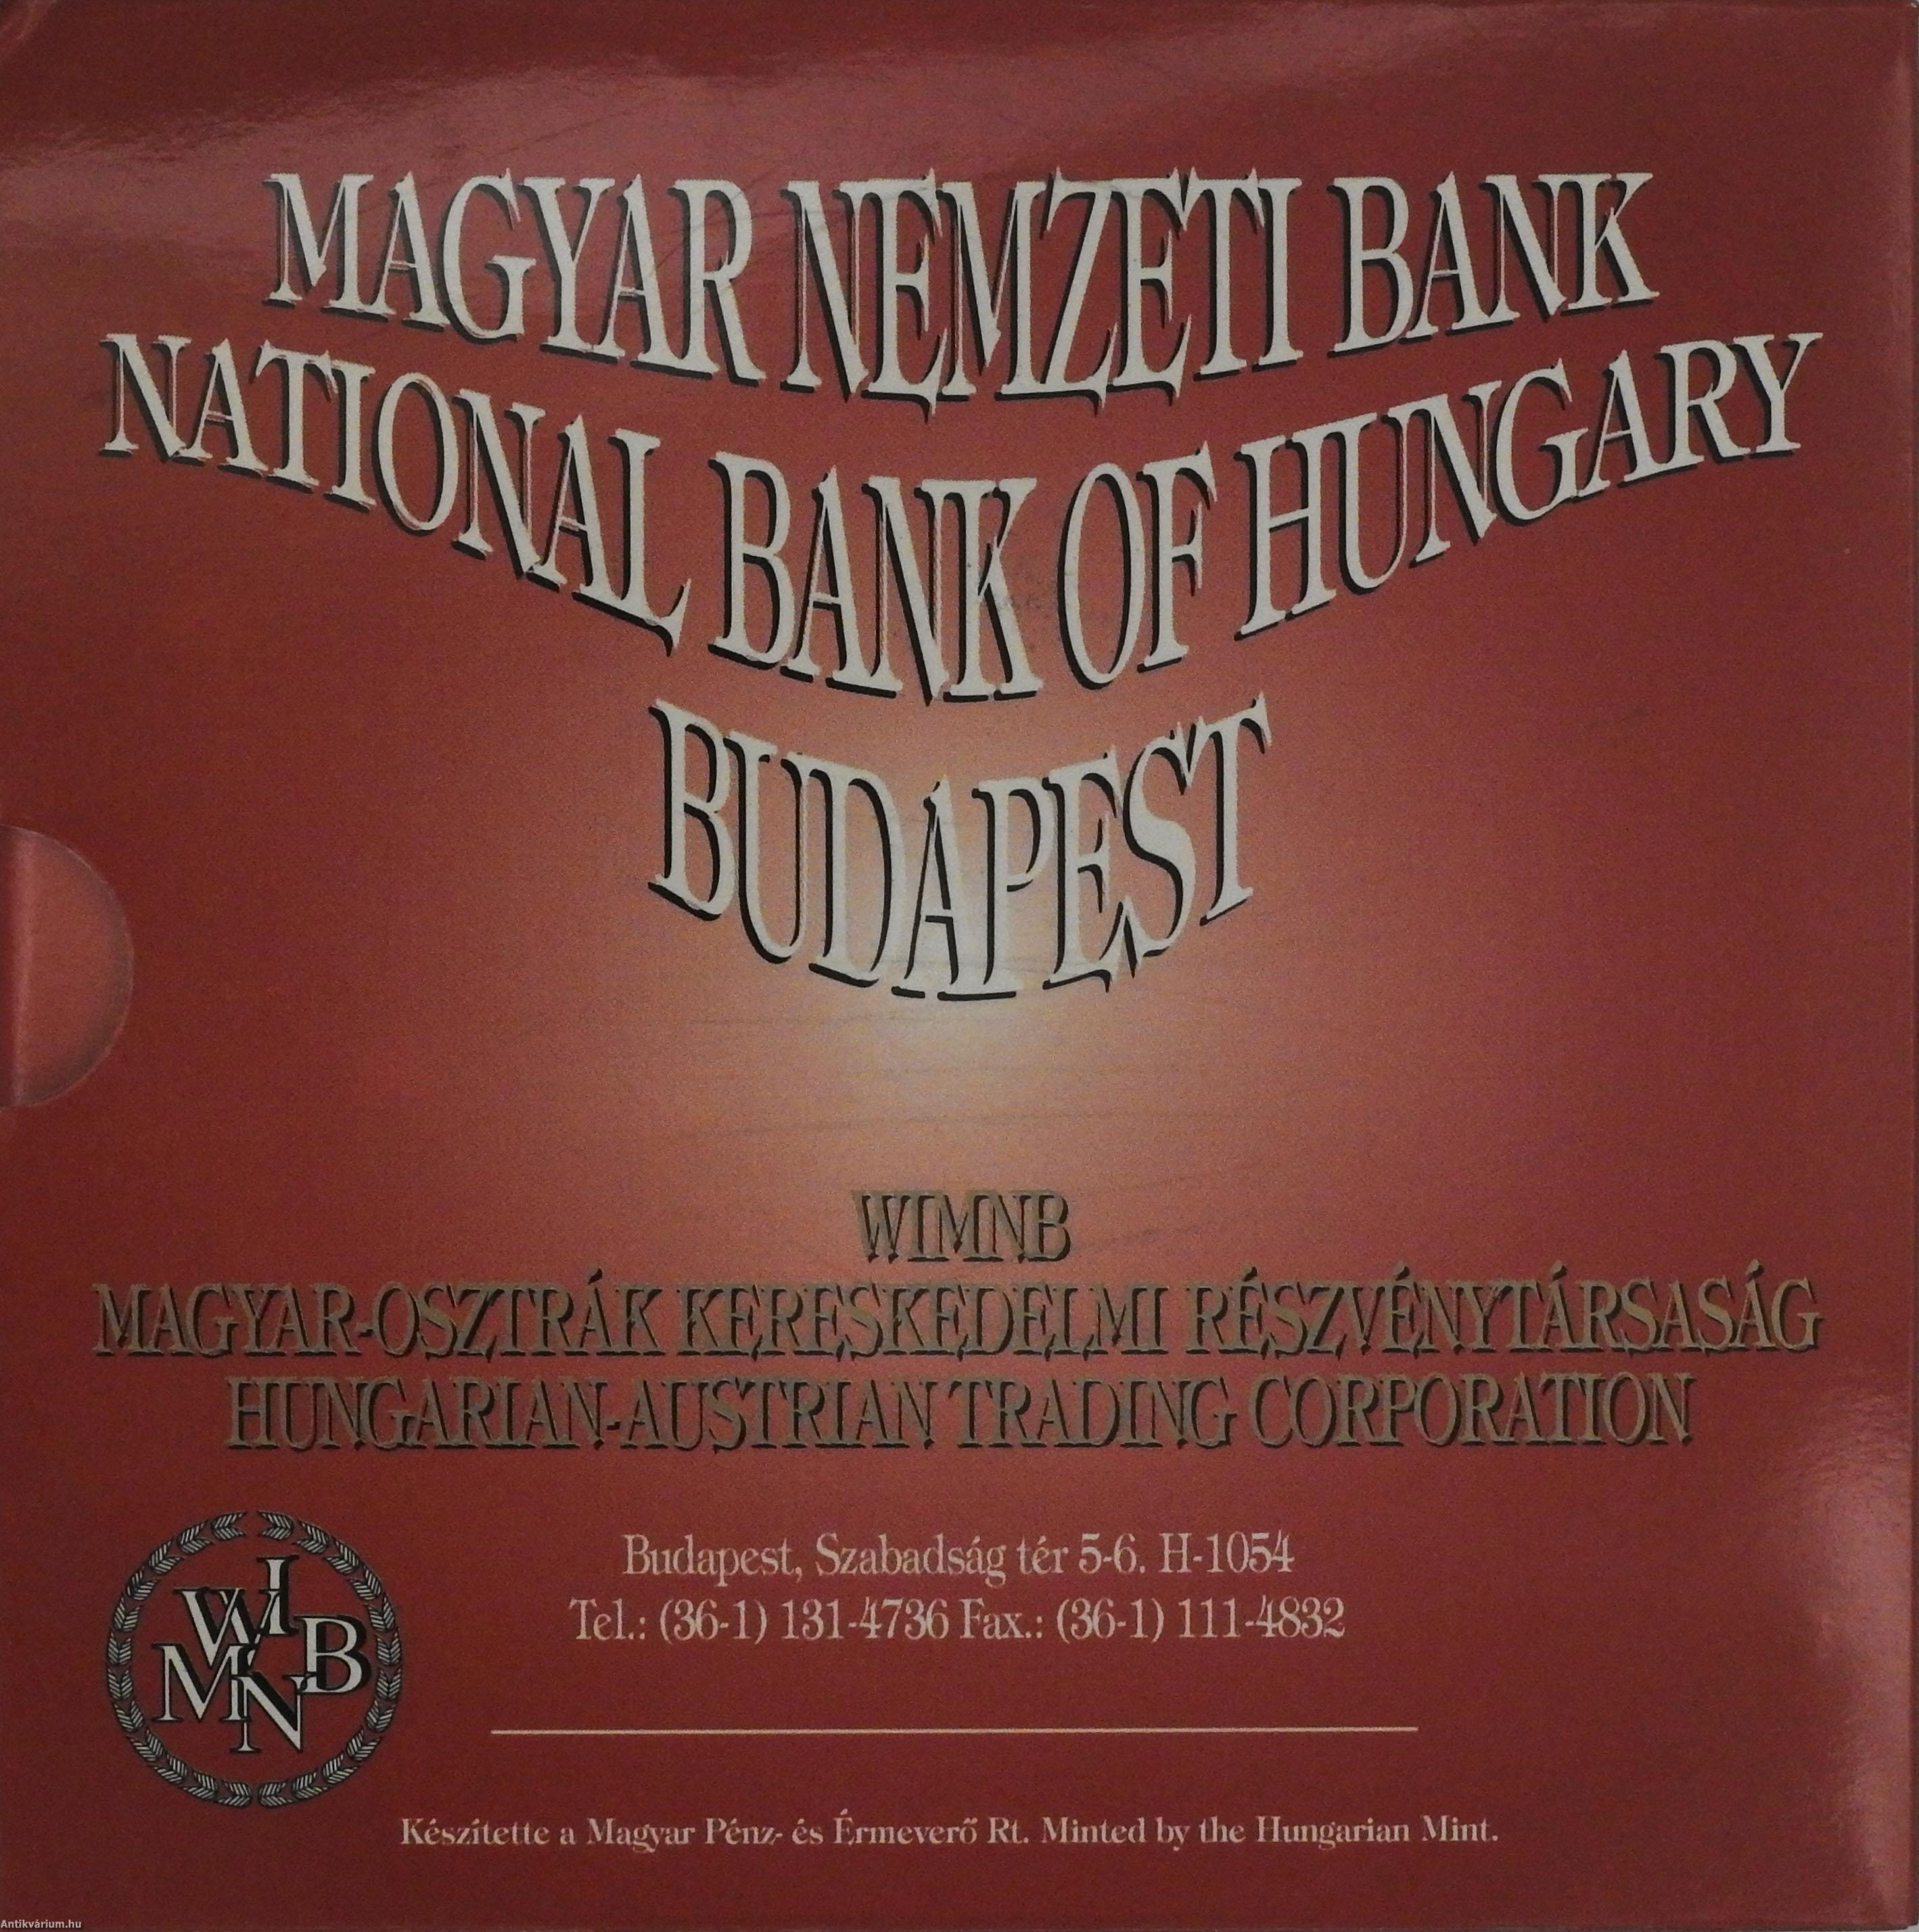 MAGYAR NEMZETI BANK
NATIONAL BANK OF HUNGARY
BUDAPEST
WIMNB
MAGYAR-OSZTRÁK KERESKEDELMI RÉSZVÉNYTÁRSASÁG
HUNGARIAN-AUSTRIAN TRADING CORPORATION
Budapest, Szabadság tér 5-6. H-1054
Tel.: (36-1) 131-4736 Fax.: (36-1) 111-4832
WIMNB
Készítette a Magyar Pénz- és Érmeverő Rt. Minted by the Hungarian Mint.
Antikvárium.hu